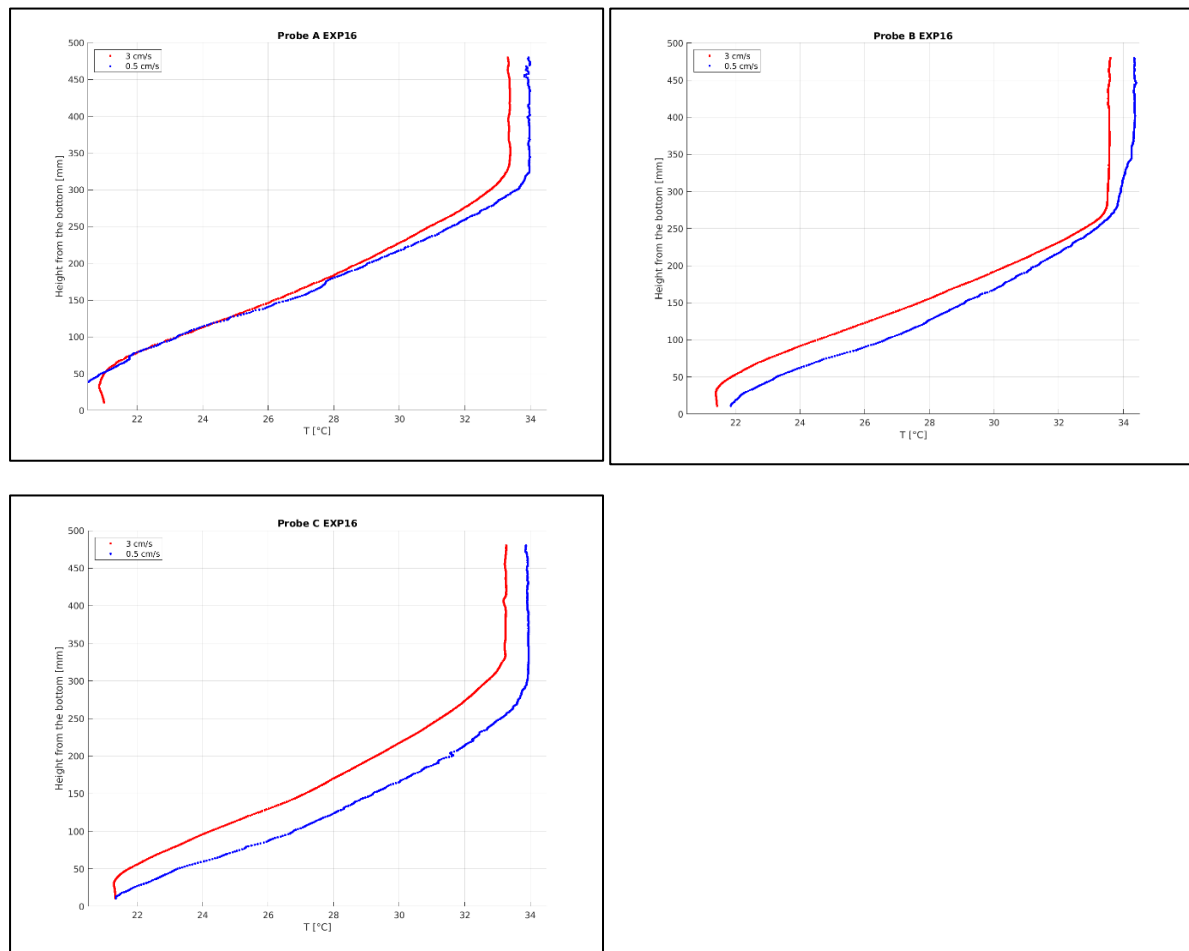 Probe A EXP16
3 cm/s
0.5 cm/s
Height from the bottom [mm]
500
450
400
350
300
250
200
150
100
50
0
22 24 26 28 30 32 34
T [°C]
Probe B EXP16
3 cm/s
0.5 cm/s
Height from the bottom [mm]
500
450
400
350
300
250
200
150
100
50
0
22 24 26 28 30 32 34
T [°C]
Probe C EXP16
3 cm/s
0.5 cm/s
Height from the bottom [mm]
500
450
400
350
300
250
200
150
100
50
0
22 24 26 28 30 32 34
T [°C]